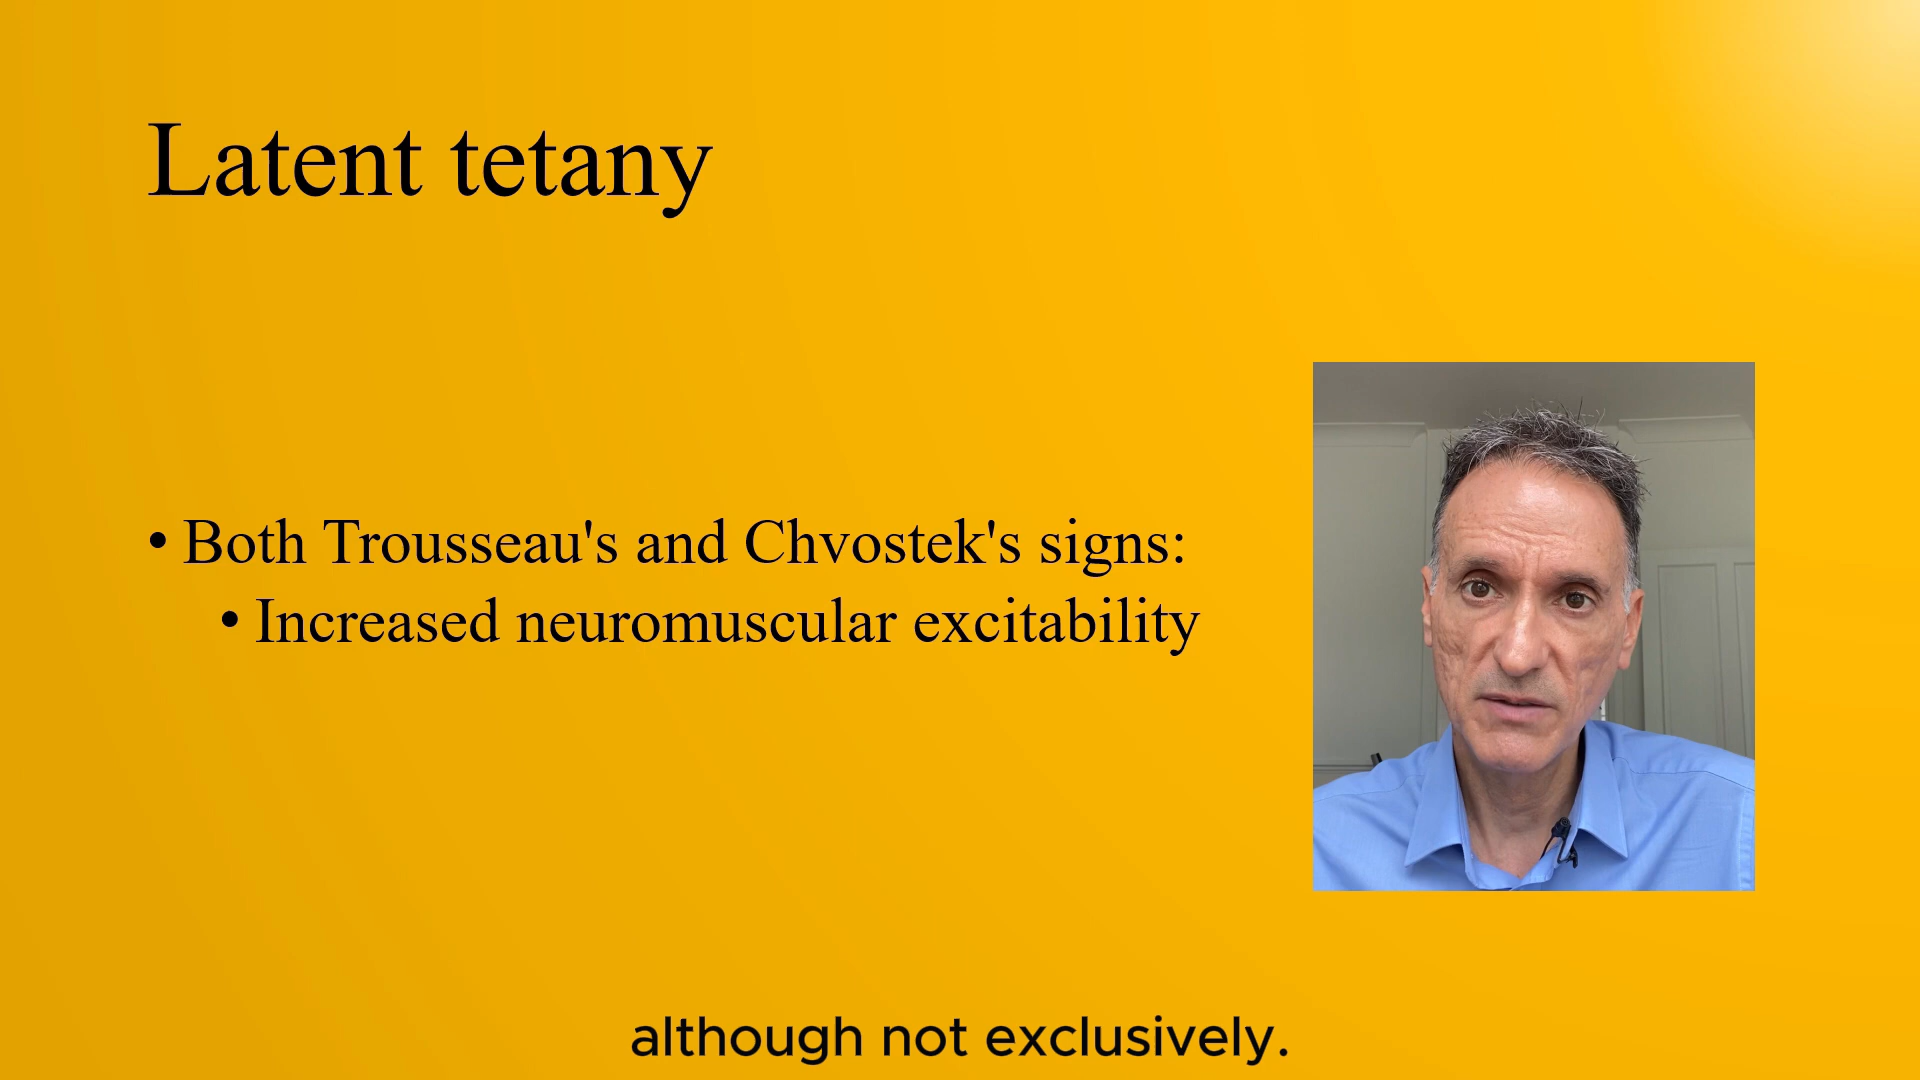 Latent tetany
• Both Trousseau's and Chvostek's signs:
• Increased neuromuscular excitability
although not exclusively.